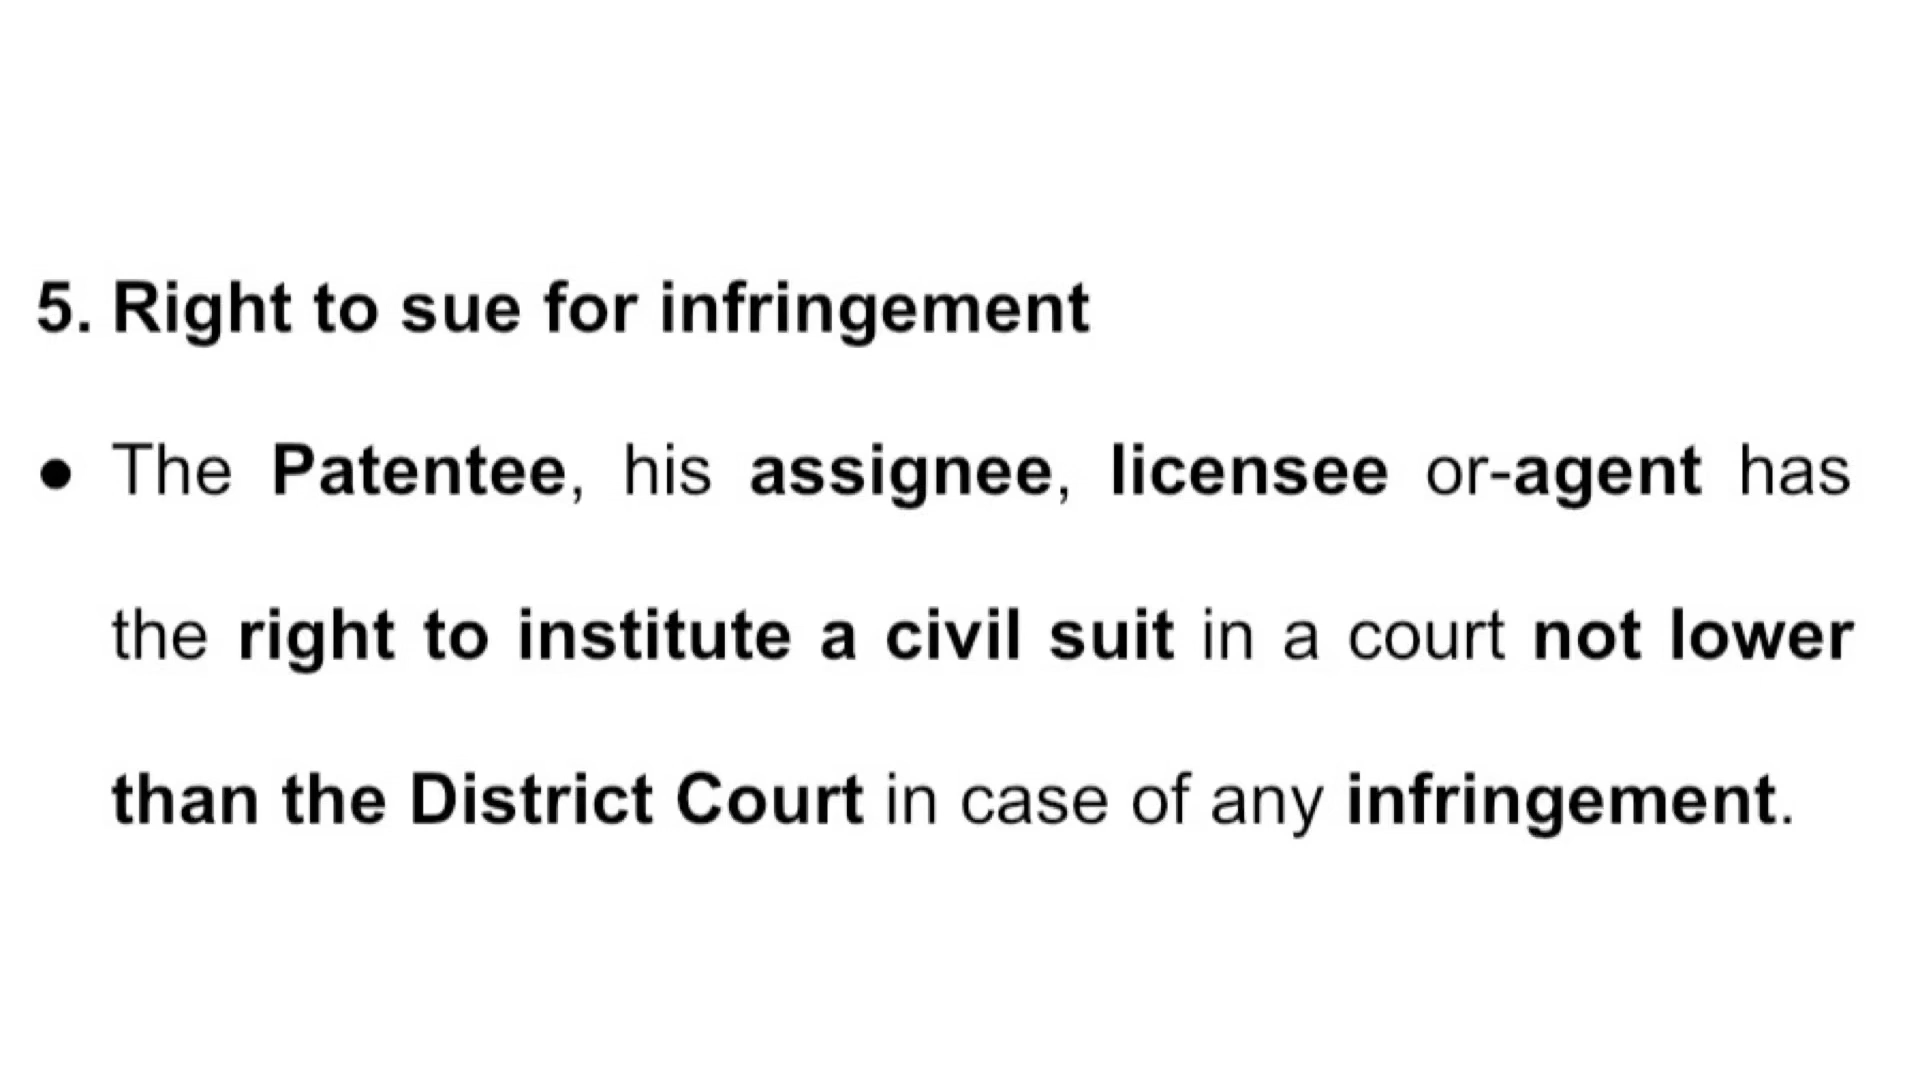 5. Right to sue for infringement
● The Patentee, his assignee, licensee or-agent has
the right to institute a civil suit in a court not lower
than the District Court in case of any infringement.